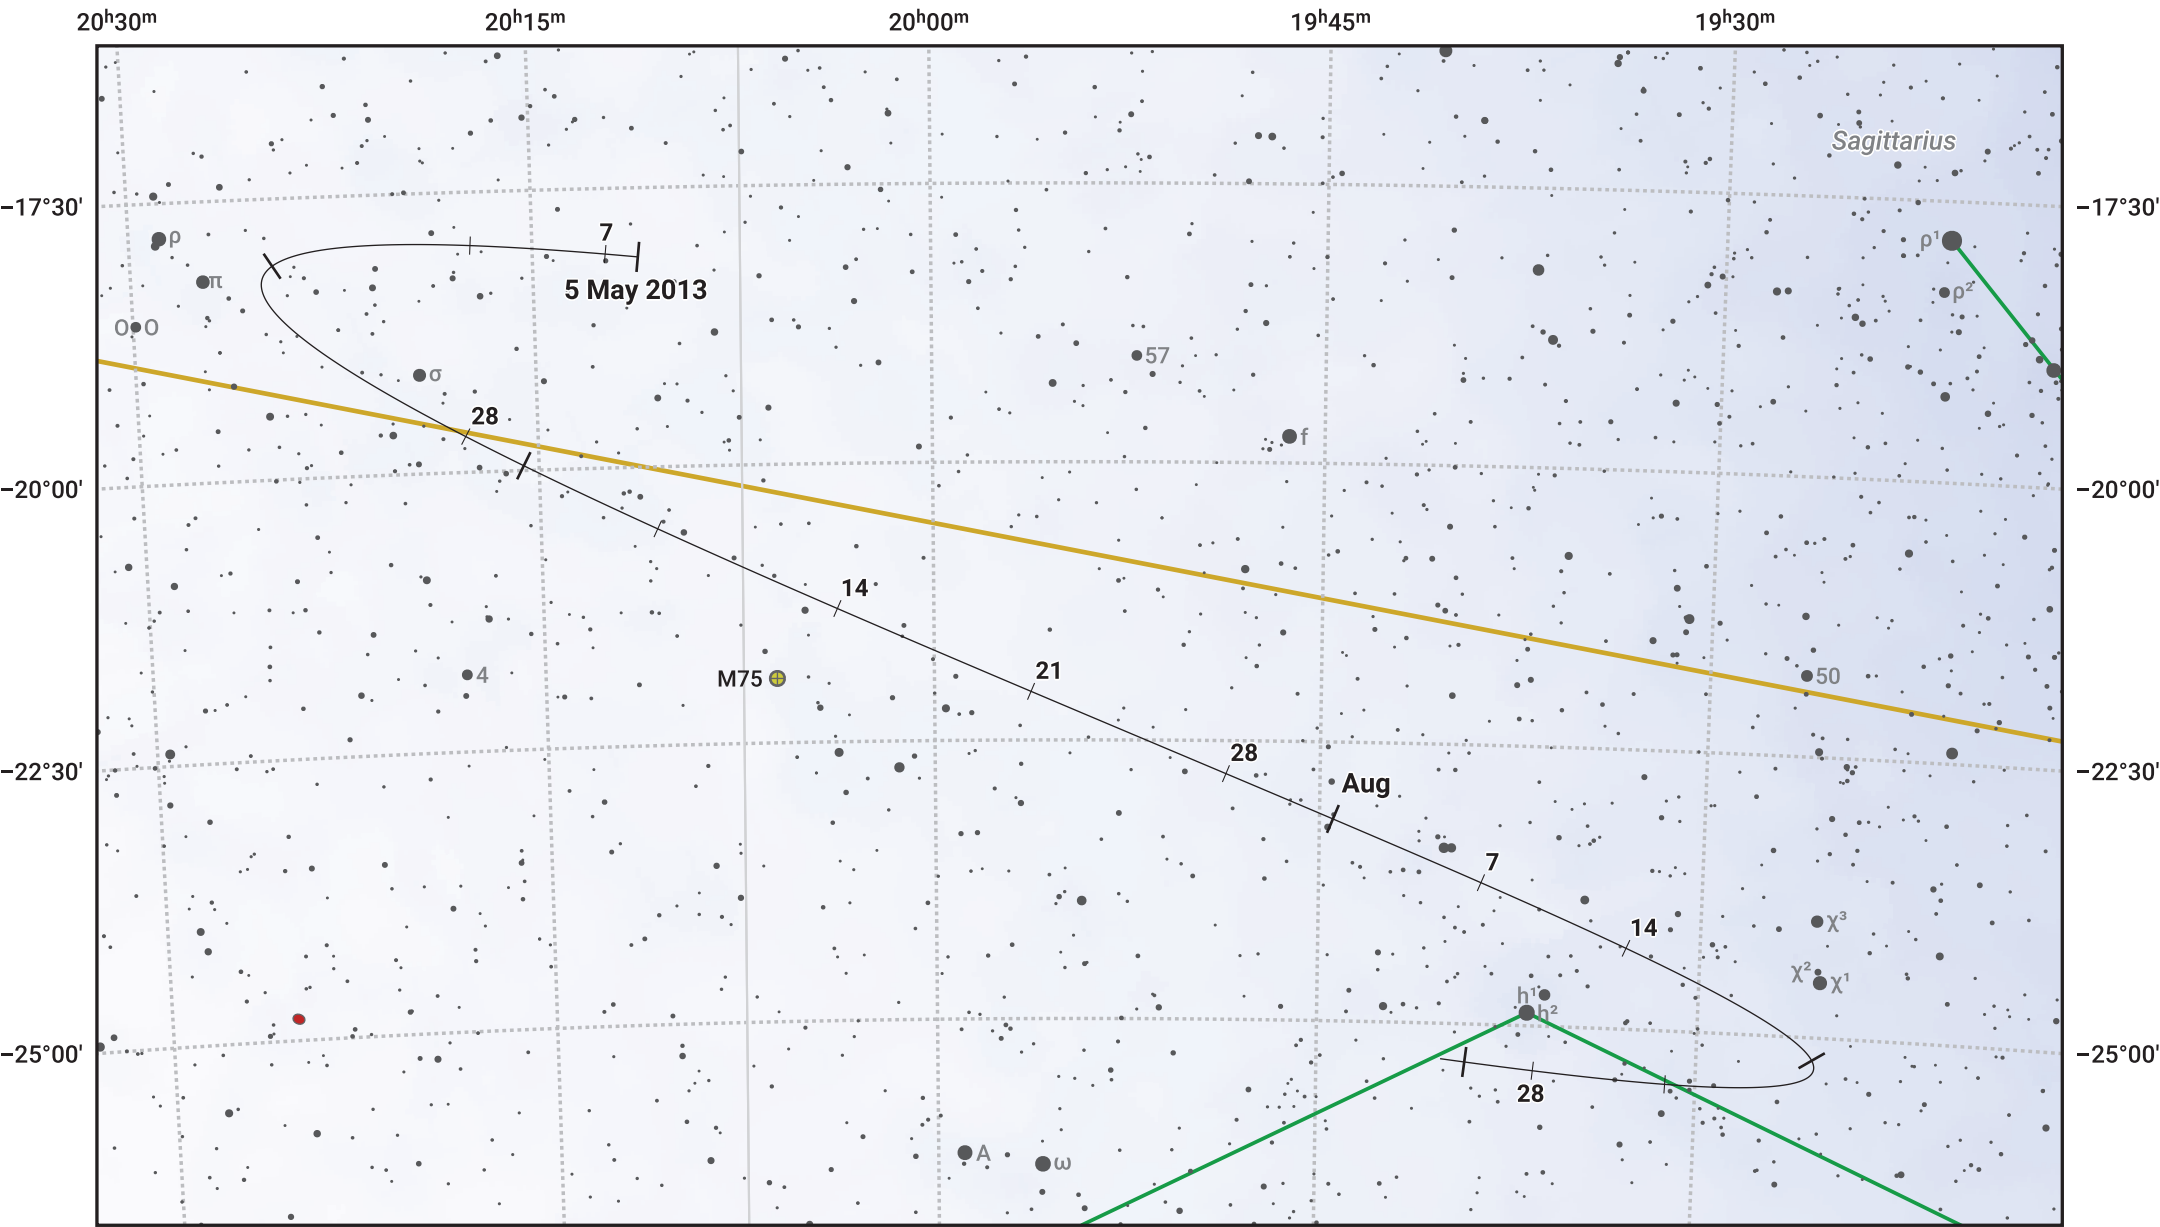 20ʰ30ᵐ 20ʰ15ᵐ 20ʰ00ᵐ 19ʰ45ᵐ 19ʰ30ᵐ
Sagittarius
−17°30' −17°30'
7
ρ ρ¹
π
5 May 2013 ρ²
O O
57
σ
28 f
−20°00' −20°00'
14
21
4 M75 50
28
−22°30' −22°30'
Aug
7
14 χ³
χ² χ¹
h¹
h²
−25°00' −25°00'
28
A ω